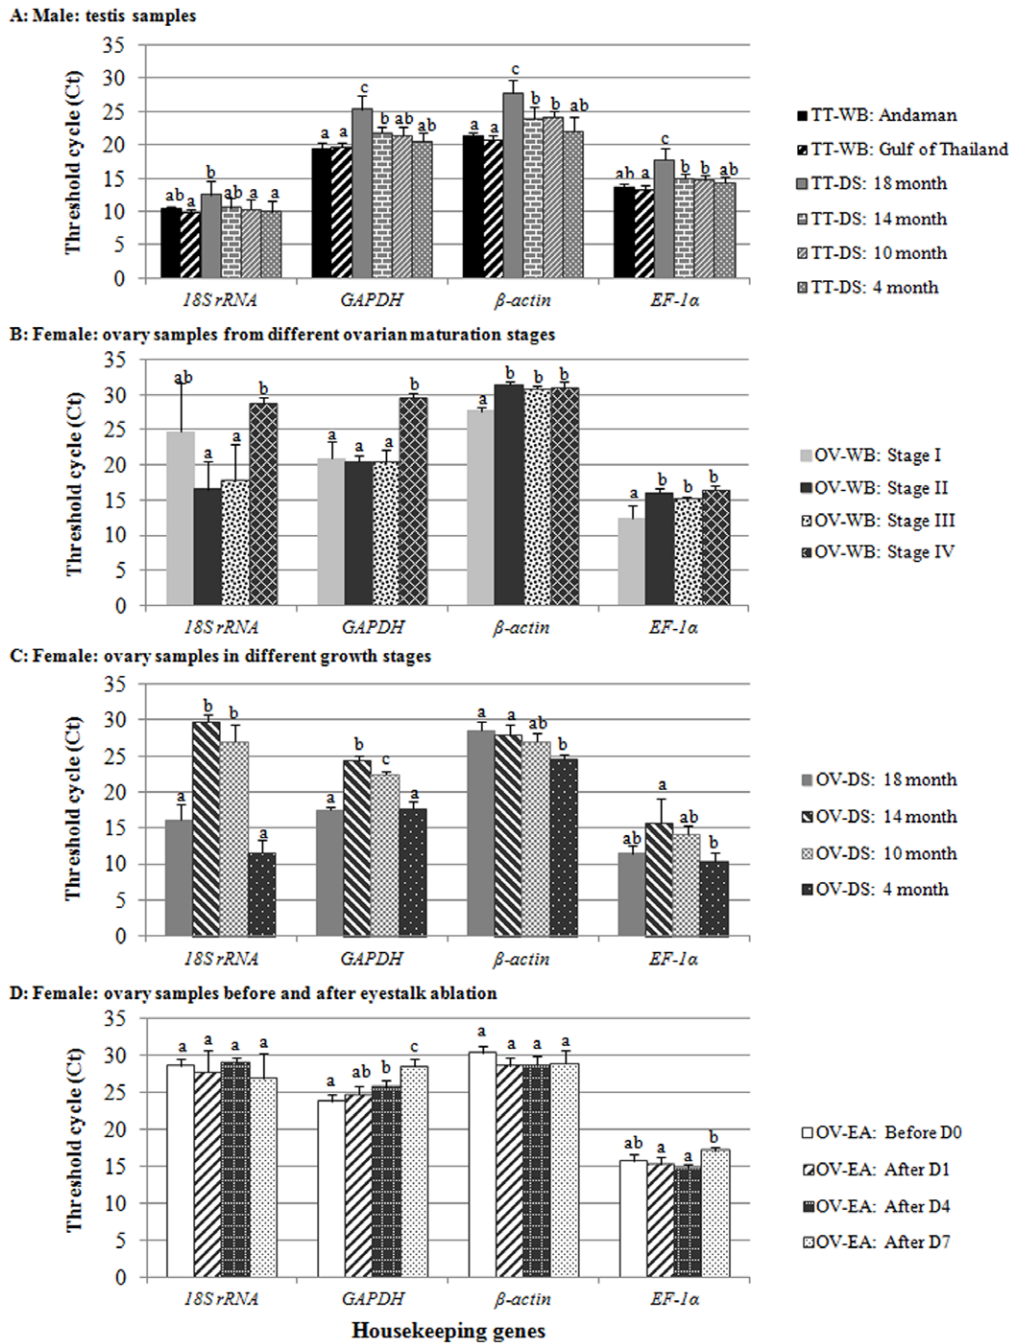 A: Male: testis samples
Threshold cycle (Ct)
35
30
25
20
15
10
5
0
ab a b ab a a
a a c b ab ab
a a c b b ab
ab a c b b ab
18S rRNA GAPDH β-actin EF-1α
TT-WB: Andaman
TT-WB: Gulf of Thailand
TT-DS: 18 month
TT-DS: 14 month
TT-DS: 10 month
TT-DS: 4 month
B: Female: ovary samples from different ovarian maturation stages
Threshold cycle (Ct)
35
30
25
20
15
10
5
0
ab a a b
a a a b
a b b b
a b b b
18S rRNA GAPDH β-actin EF-1α
OV-WB: Stage I
OV-WB: Stage II
OV-WB: Stage III
OV-WB: Stage IV
C: Female: ovary samples in different growth stages
Threshold cycle (Ct)
35
30
25
20
15
10
5
0
a b b a
a b c a
a a ab b
ab a ab b
18S rRNA GAPDH β-actin EF-1α
OV-DS: 18 month
OV-DS: 14 month
OV-DS: 10 month
OV-DS: 4 month
D: Female: ovary samples before and after eyestalk ablation
Threshold cycle (Ct)
35
30
25
20
15
10
5
0
a a a a
a ab b c
a a a a
ab a a b
18S rRNA GAPDH β-actin EF-1α
OV-EA: Before D0
OV-EA: After D1
OV-EA: After D4
OV-EA: After D7
Housekeeping genes